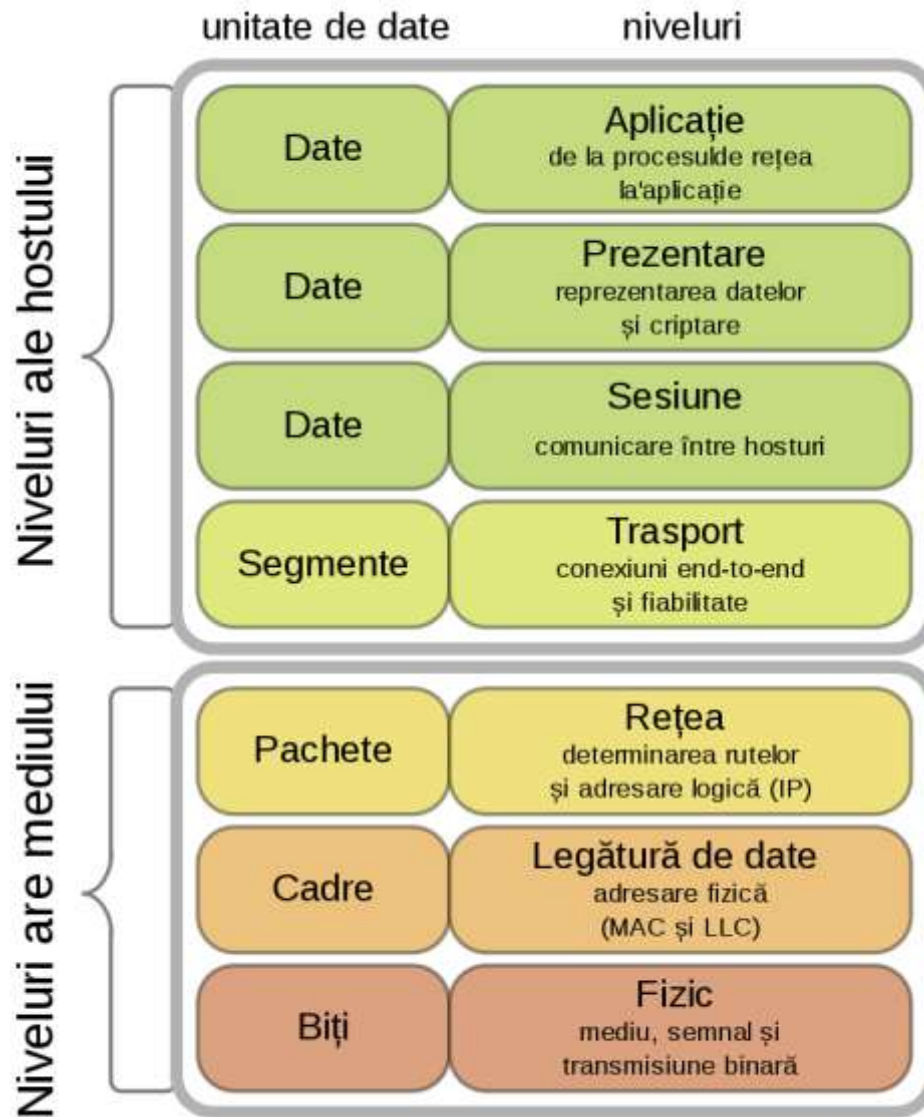 unitate de date niveluri
Niveluri ale hostului
Date
Aplicație
de la procesulde rețea
la'aplicație
Date
Prezentare
reprezentarea datelor
și criptare
Date
Sesiune
comunicare între hosturi
Segmente
Trasport
conexiuni end-to-end
și fiabilitate
Niveluri are mediului
Pachete
Rețea
determinarea rutelor
și adresare logică (IP)
Cadre
Legătură de date
adresare fizică
(MAC și LLC)
Biți
Fizic
mediu, semnal și
transmisiune binară